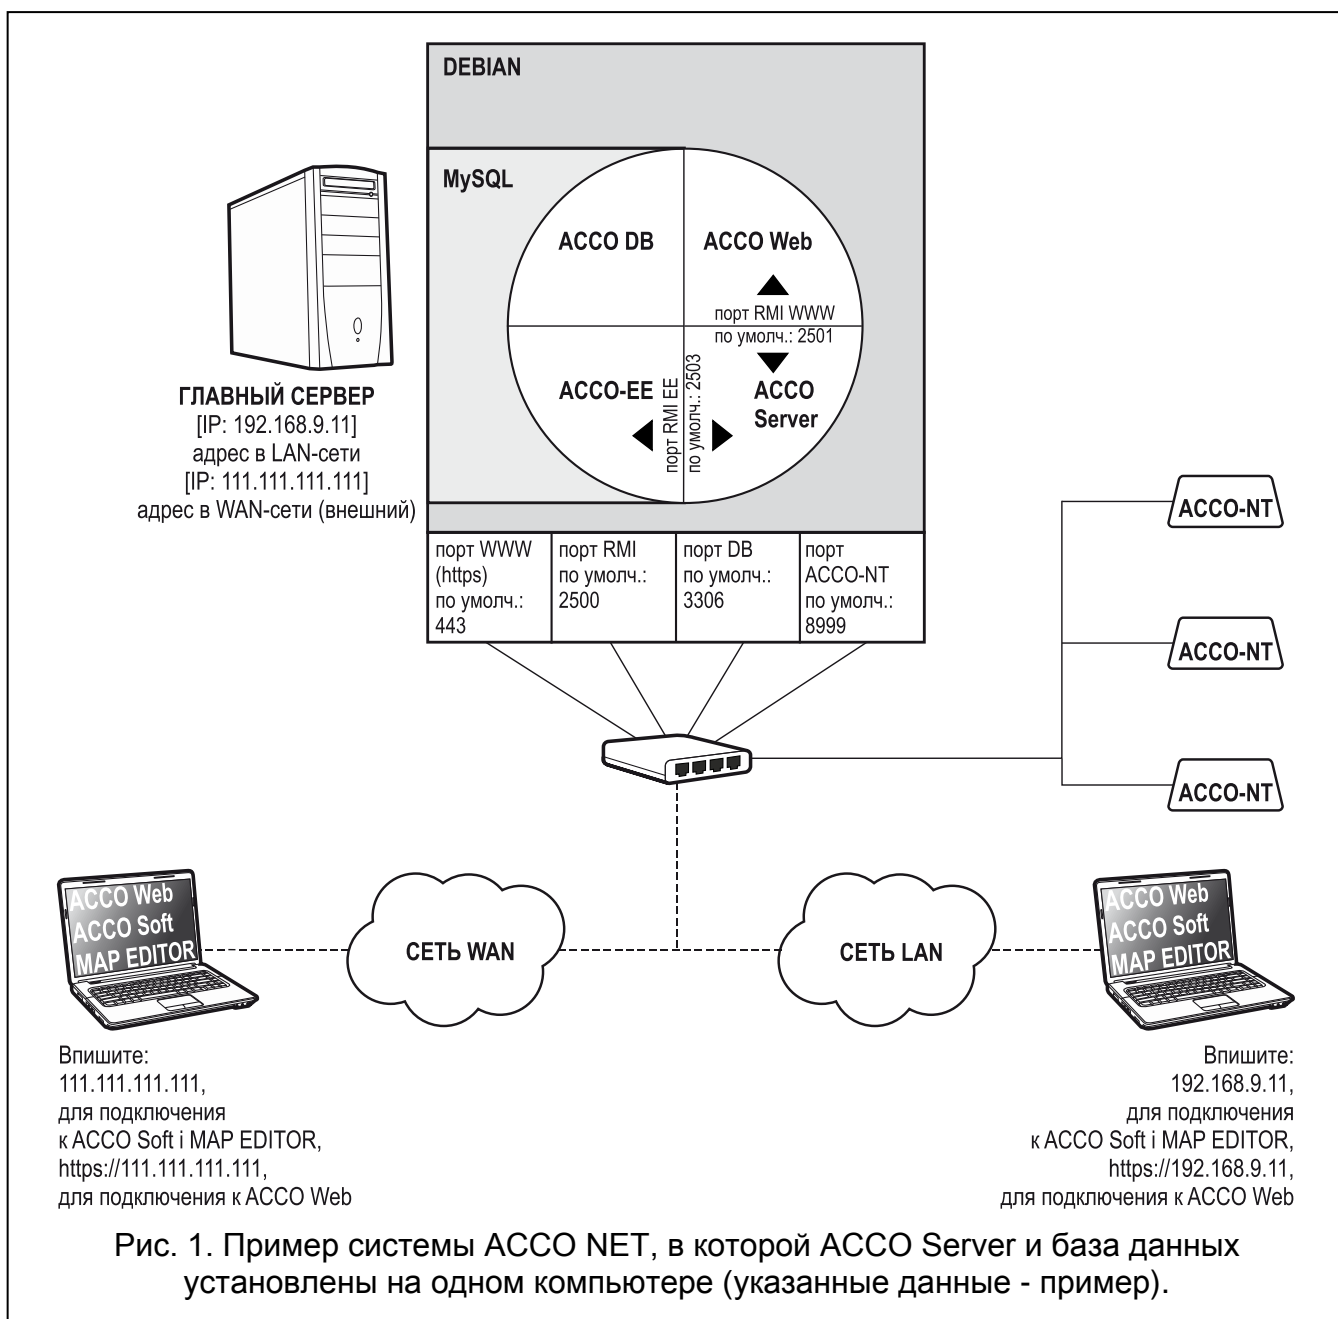 DEBIAN
MySQL
ACCO DB
ACCO Web
порт RMI WWW
по умолч.: 2501
ACCO-EE
порт RMI EE
по умолч.: 2503
ACCO
Server
ГЛАВНЫЙ СЕРВЕР
[IP: 192.168.9.11]
адрес в LAN-сети
[IP: 111.111.111.111]
адрес в WAN-сети (внешний)
порт WWW
(https)
по умолч.:
443
порт RMI
по умолч.:
2500
порт DB
по умолч.:
3306
порт
ACCO-NT
по умолч.:
8999
ACCO-NT
ACCO-NT
ACCO-NT
ACCO Web
ACCO Soft
MAP EDITOR
СЕТЬ WAN
СЕТЬ LAN
ACCO Web
ACCO Soft
MAP EDITOR
Впишите:
111.111.111.111,
для подключения
к ACCO Soft i MAP EDITOR,
https://111.111.111.111,
для подключения к ACCO Web
Впишите:
192.168.9.11,
для подключения
к ACCO Soft i MAP EDITOR,
https://192.168.9.11,
для подключения к ACCO Web
Рис. 1. Пример системы ACCO NET, в которой ACCO Server и база данных
установлены на одном компьютере (указанные данные - пример).